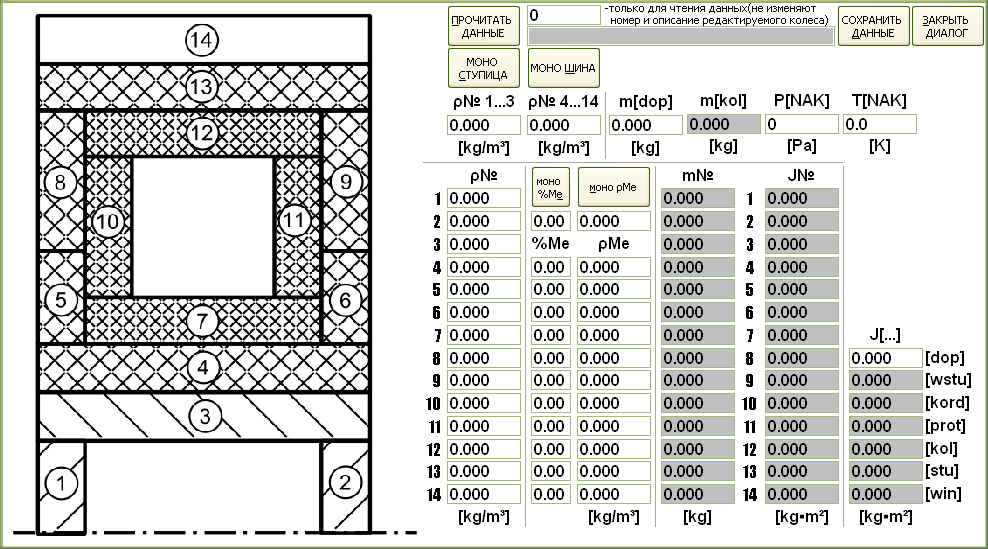 14
13
12
8
9
10
11
5
6
7
4
3
1
2
ПРОЧИТАТЬ
ДАННЫЕ
0
-только для чтения данных(не изменяют
номер и описание редактируемого колеса)
СОХРАНИТЬ
ДАННЫЕ
ЗАКРЫТЬ
ДИАЛОГ
МОНО
СТУПИЦА
МОНО ШИНА
ρ№ 1...3 ρ№ 4...14 m[dop] m[kol] P[NAK] T[NAK]
0.000 0.000 0.000 0.000 0 0.0
[kg/m³] [kg/m³] [kg] [kg] [Pa] [K]
ρ№ моно %Ме моно ρМе m№ J№
1 0.000 0.000 1 0.000
2 0.000 0.00 0.000 0.000 2 0.000
3 0.000 %Me ρMe 0.000 3 0.000
4 0.000 0.00 0.000 0.000 4 0.000
5 0.000 0.00 0.000 0.000 5 0.000
6 0.000 0.00 0.000 0.000 6 0.000
7 0.000 0.00 0.000 0.000 7 0.000 J[...]
8 0.000 0.00 0.000 0.000 8 0.000 0.000 [dop]
9 0.000 0.00 0.000 0.000 9 0.000 0.000 [wstu]
10 0.000 0.00 0.000 0.000 10 0.000 0.000 [kord]
11 0.000 0.00 0.000 0.000 11 0.000 0.000 [prot]
12 0.000 0.00 0.000 0.000 12 0.000 0.000 [kol]
13 0.000 0.00 0.000 0.000 13 0.000 0.000 [stu]
14 0.000 0.00 0.000 0.000 14 0.000 0.000 [win]
[kg/m³] [kg/m³] [kg] [kg▪m²] [kg▪m²]